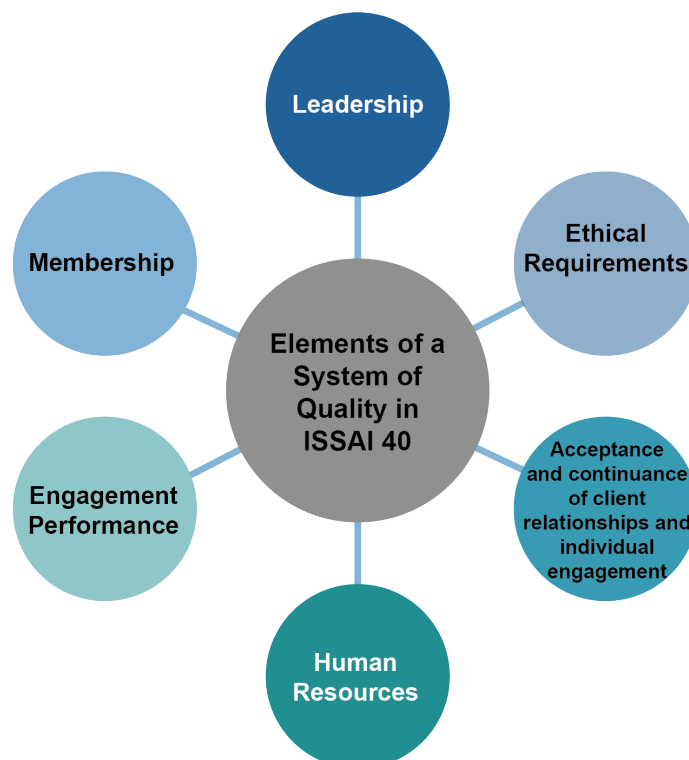 Leadership
Ethical
Requirements
Acceptance
and continuance
of client
relationships and
individual
engagement
Human
Resources
Engagement
Performance
Membership
Elements of a
System of
Quality in
ISSAI 40